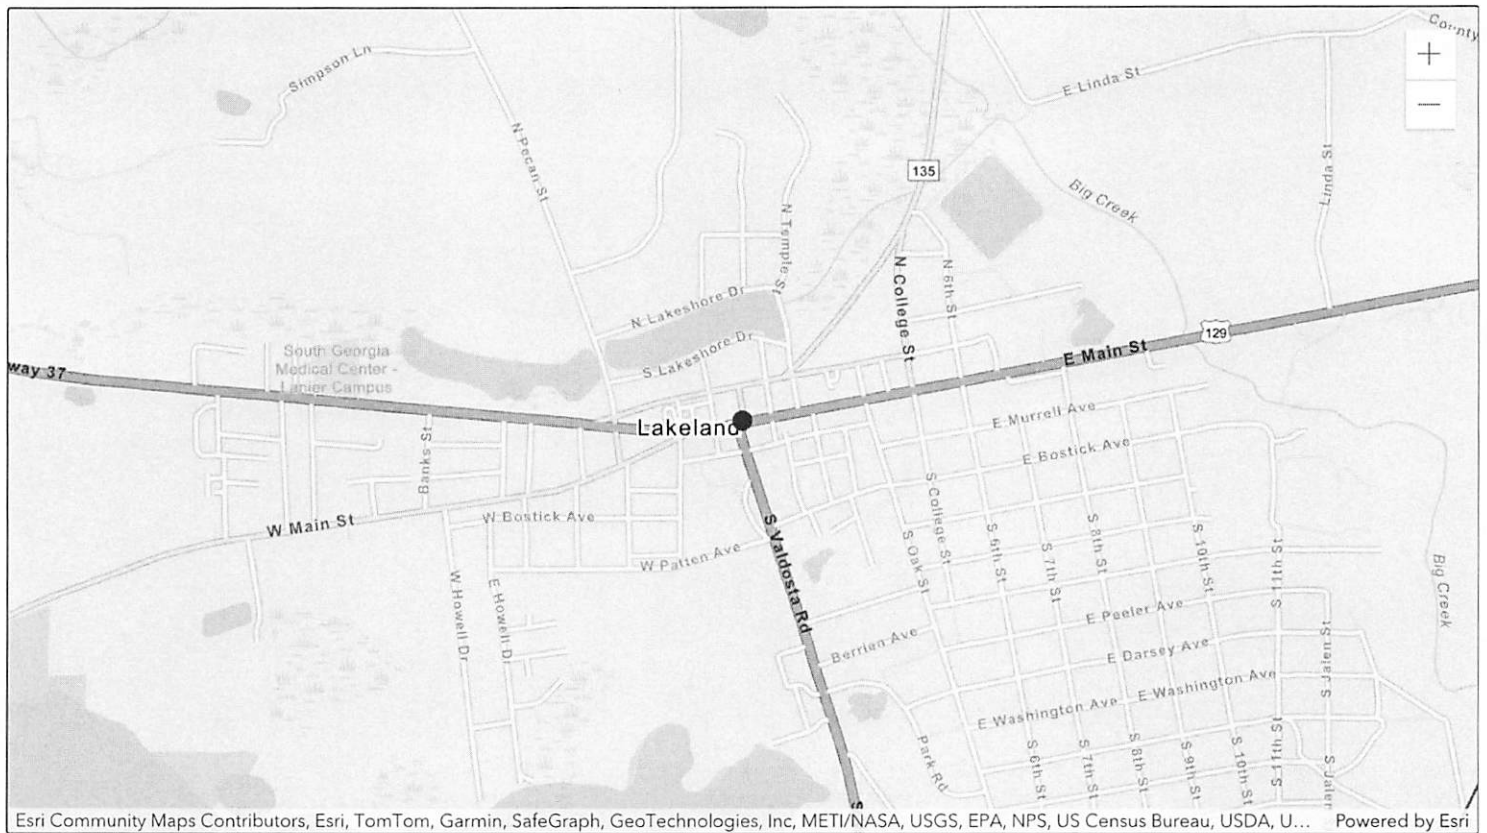 County
+
Simpson Ln
E Linda St
−
N Pecan St
135
Linda St
Big Creek
N Temple St
N College St
N 6th St
N Lakeshore Dr
129
South Georgia
Medical Center -
Lanier Campus
S Lakeshore Dr
E Main St
way 37
Lakeland
E Murrell Ave
E Bostick Ave
Banks St
S College St
W Main St
W Bostick Ave
S Valdosta Rd
W Patten Ave
S Oak St
S 6th St
S 7th St
S 8th St
S 10th St
S 11th St
Big Creek
W Howell Dr
E Howell Dr
E Peeler Ave
Berrien Ave
E Darsey Ave
S Jalen St
E Washington Ave
E Washington Ave
Park Rd
S 6th St
S 7th St
S 8th St
S 9th St
S 10th St
S 11th St
S Jalen
S
Esri Community Maps Contributors, Esri, TomTom, Garmin, SafeGraph, GeoTechnologies, Inc, METI/NASA, USGS, EPA, NPS, US Census Bureau, USDA, U... Powered by Esri